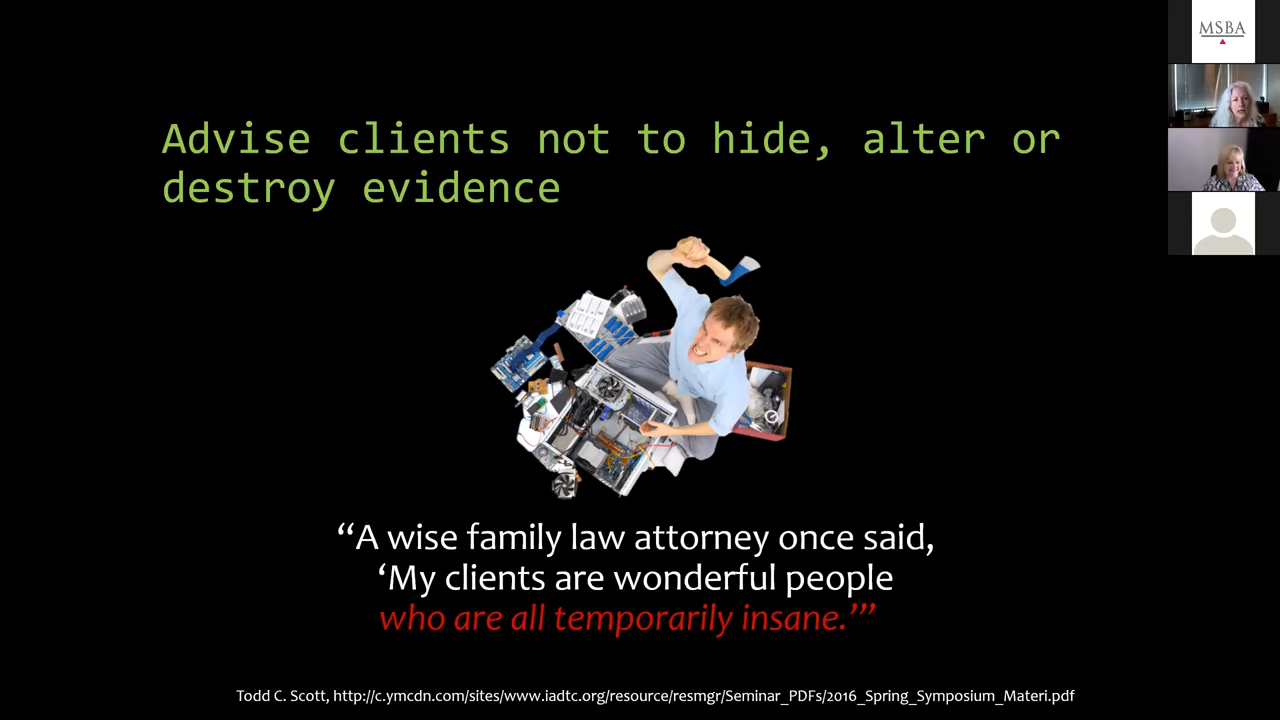 MSBA
Advise clients not to hide, alter or
destroy evidence
“A wise family law attorney once said,
‘My clients are wonderful people
who are all temporarily insane.’”
Todd C. Scott, http://c.ymcdn.com/sites/www.iadtc.org/resource/resmgr/Seminar_PDFs/2016_Spring_Symposium_Materi.pdf